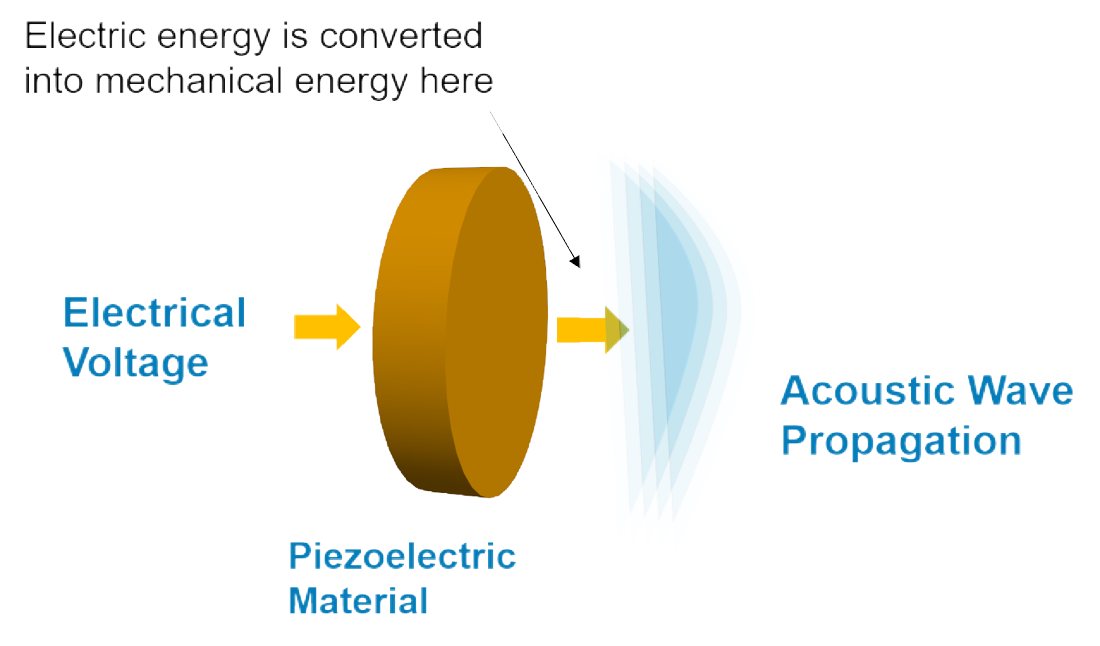 Electric energy is converted
into mechanical energy here
Electrical
Voltage
Acoustic Wave
Propagation
Piezoelectric
Material